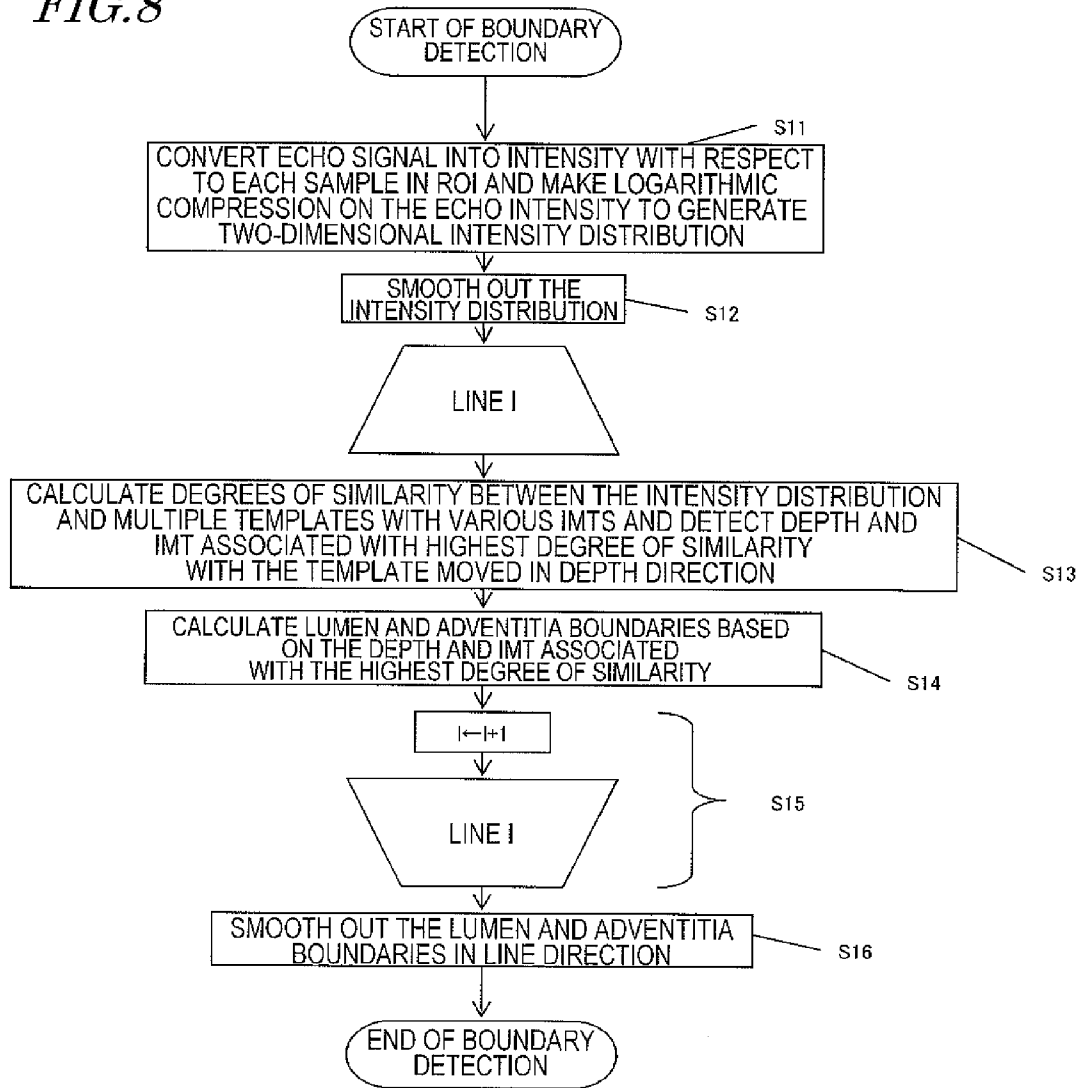 FIG.8
START OF BOUNDARY
DETECTION
S11
CONVERT ECHO SIGNAL INTO INTENSITY WITH RESPECT
TO EACH SAMPLE IN ROI AND MAKE LOGARITHMIC
COMPRESSION ON THE ECHO INTENSITY TO GENERATE
TWO-DIMENSIONAL INTENSITY DISTRIBUTION
SMOOTH OUT THE
INTENSITY DISTRIBUTION
S12
LINE I
CALCULATE DEGREES OF SIMILARITY BETWEEN THE INTENSITY DISTRIBUTION
AND MULTIPLE TEMPLATES WITH VARIOUS IMTS AND DETECT DEPTH AND
IMT ASSOCIATED WITH HIGHEST DEGREE OF SIMILARITY
WITH THE TEMPLATE MOVED IN DEPTH DIRECTION
S13
CALCULATE LUMEN AND ADVENTITIA BOUNDARIES BASED
ON THE DEPTH AND IMT ASSOCIATED
WITH THE HIGHEST DEGREE OF SIMILARITY
S14
I←I+1
S15
LINE I
SMOOTH OUT THE LUMEN AND ADVENTITIA
BOUNDARIES IN LINE DIRECTION
S16
END OF BOUNDARY
DETECTION